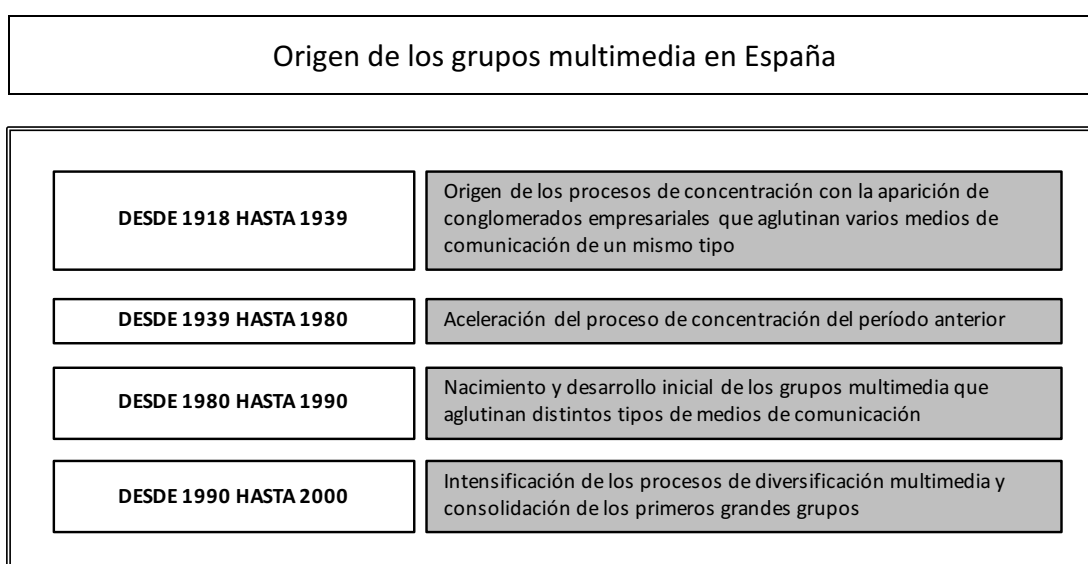 Origen de los grupos multimedia en España
DESDE 1918 HASTA 1939
Origen de los procesos de concentración con la aparición de
conglomerados empresariales que aglutinan varios medios de
comunicación de un mismo tipo
DESDE 1939 HASTA 1980
Aceleración del proceso de concentración del período anterior
DESDE 1980 HASTA 1990
Nacimiento y desarrollo inicial de los grupos multimedia que
aglutinan distintos tipos de medios de comunicación
DESDE 1990 HASTA 2000
Intensificación de los procesos de diversificación multimedia y
consolidación de los primeros grandes grupos